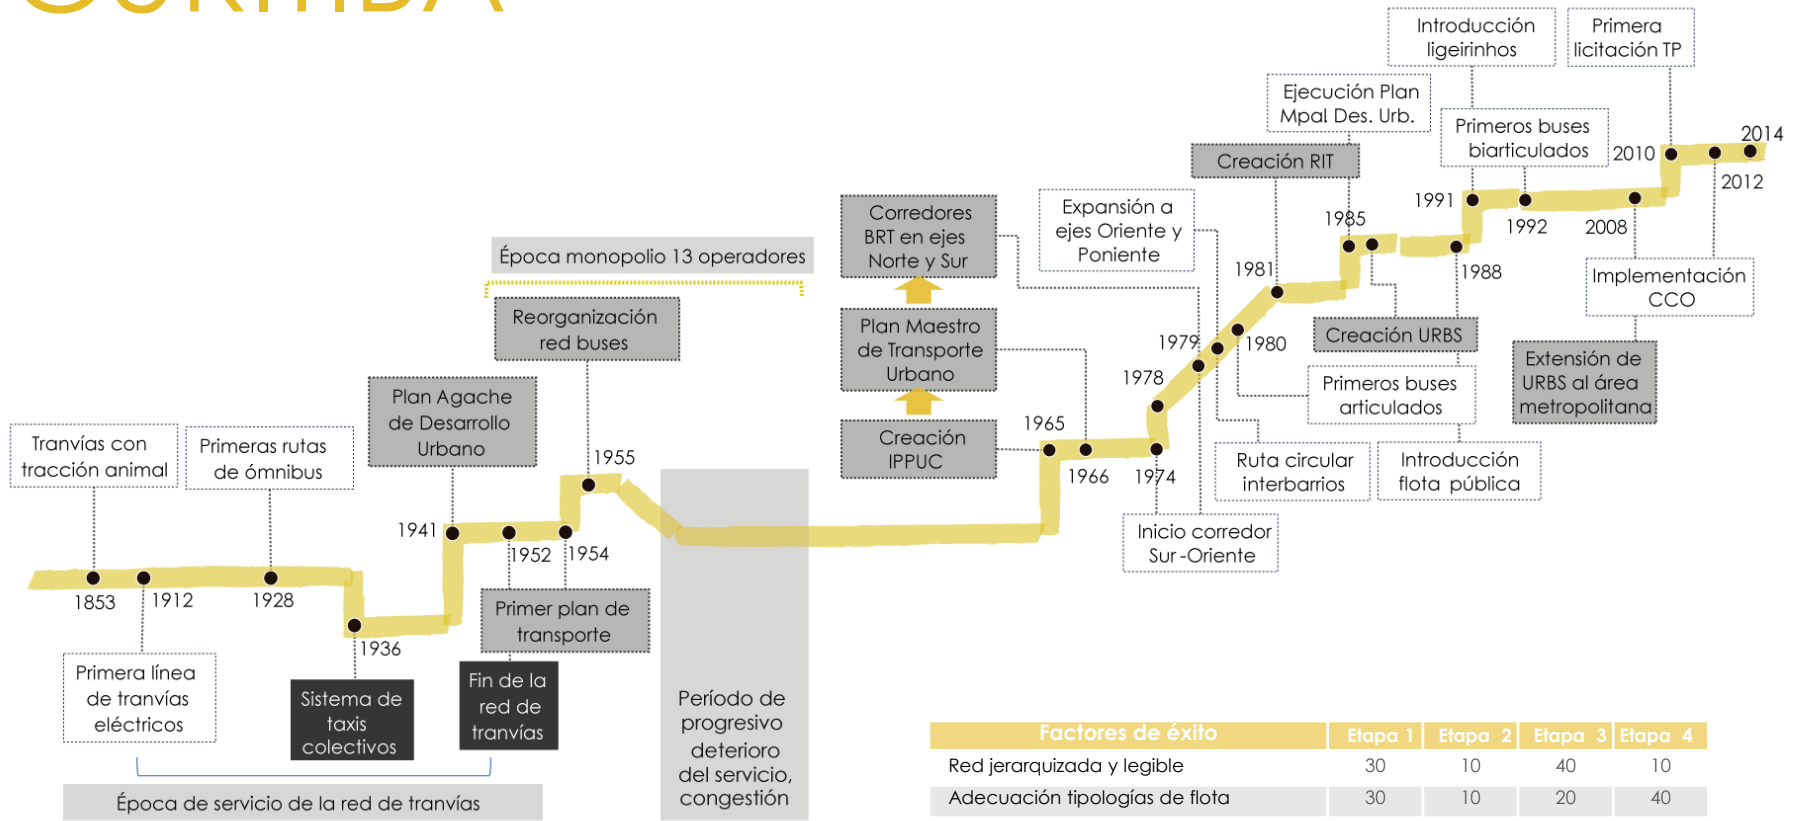 CURITIBA
Introducción
ligeirinhos
Primera
licitación TP
Ejecución Plan
Mpal Des. Urb.
Primeros buses
biarticulados
Creación RIT
2014
2010
2012
Corredores
BRT en ejes
Norte y Sur
Expansión a
ejes Oriente y
Poniente
1985
1991
1992
2008
Época monopolio 13 operadores
1981
1988
Implementación
CCO
Reorganización
red buses
Plan Maestro
de Transporte
Urbano
1979
1980
Creación URBS
Extensión de
URBS al área
metropolitana
Plan Agache
de Desarrollo
Urbano
1978
Primeros buses
articulados
Tranvías con
tracción animal
Primeras rutas
de ómnibus
Creación
IPPUC
1965
1966
1974
Ruta circular
interbarrios
Introducción
flota pública
1955
1941
1952
1954
Inicio corredor
Sur -Oriente
1853
1912
1928
1936
Primer plan de
transporte
Primera línea
de tranvías
eléctricos
Sistema de
taxis
colectivos
Fin de la
red de
tranvías
Período de
progresivo
deterioro
del servicio,
congestión
Época de servicio de la red de tranvías
Factores de éxito Etapa 1 Etapa 2 Etapa 3 Etapa 4
Red jerarquizada y legible 30 10 40 10
Adecuación tipologías de flota 30 10 20 40